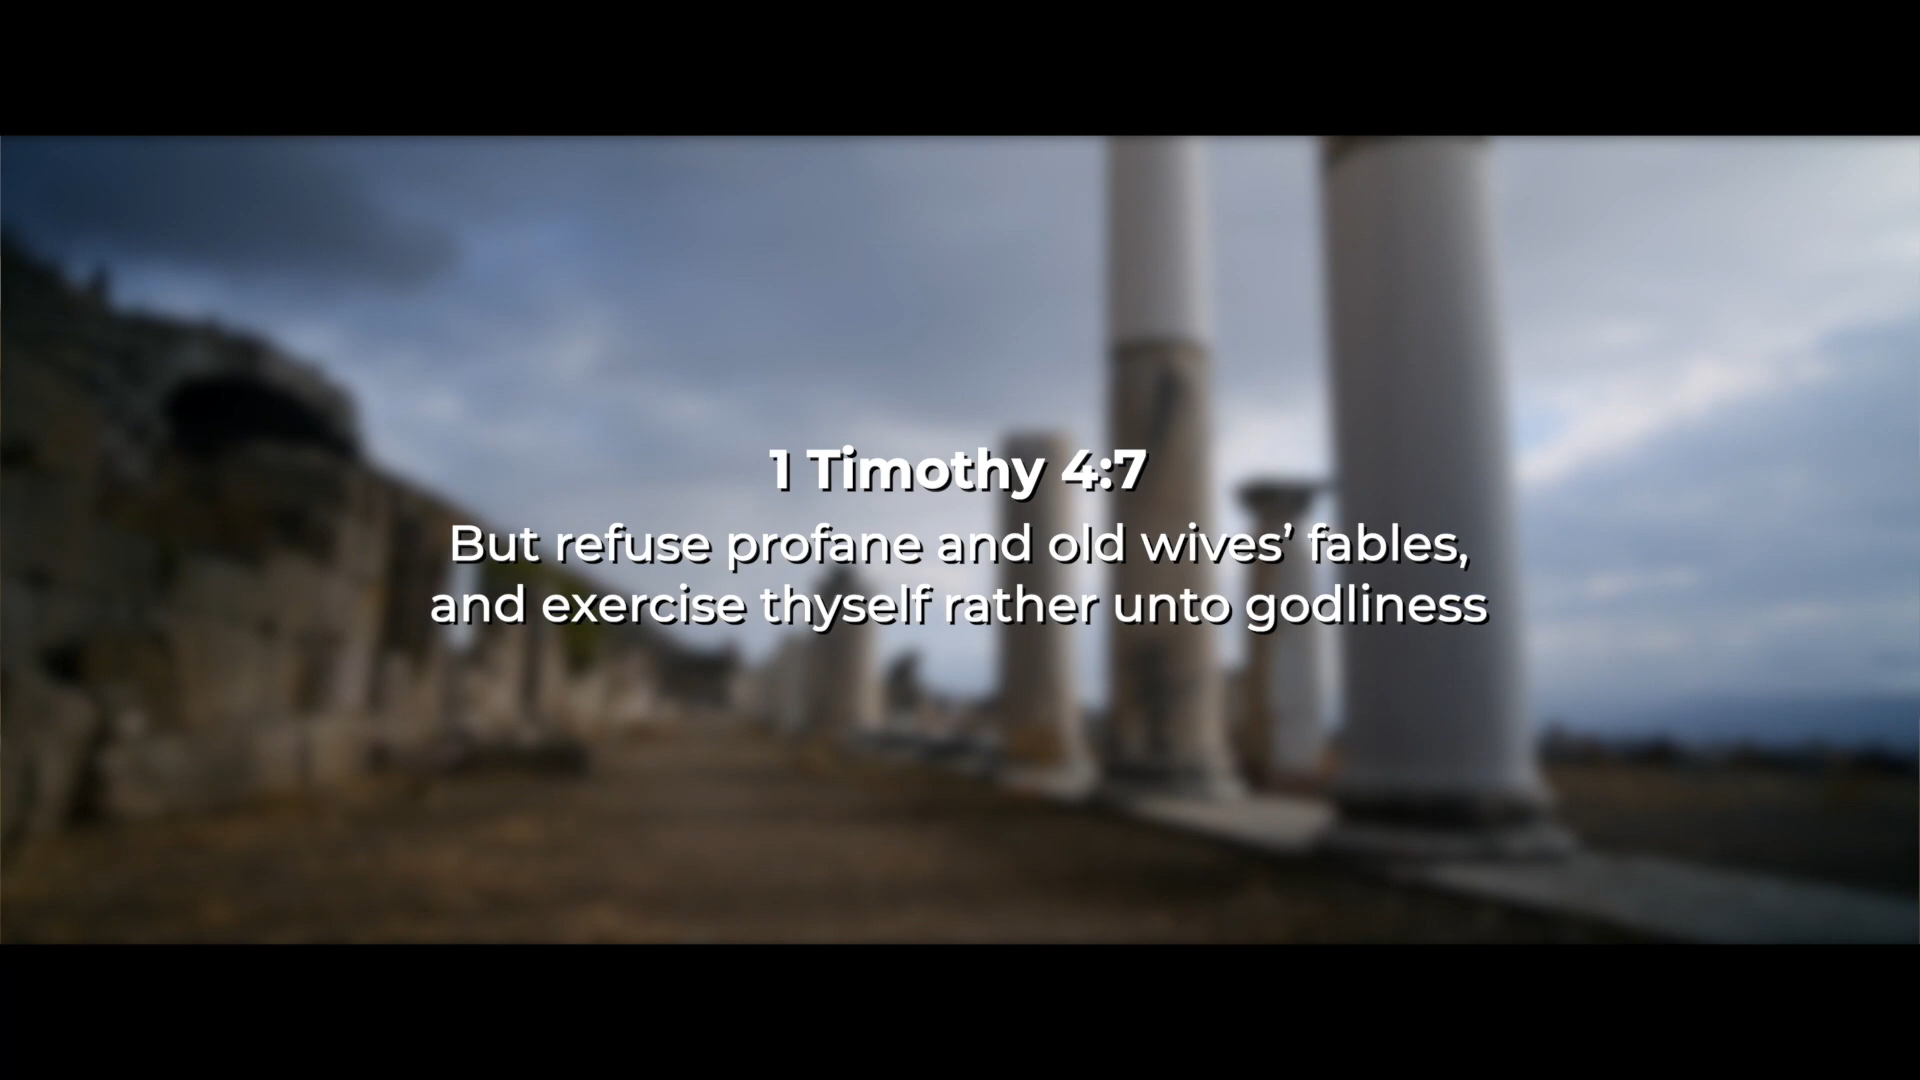 1 Timothy 4:7
But refuse profane and old wives’ fables,
and exercise thyself rather unto godliness